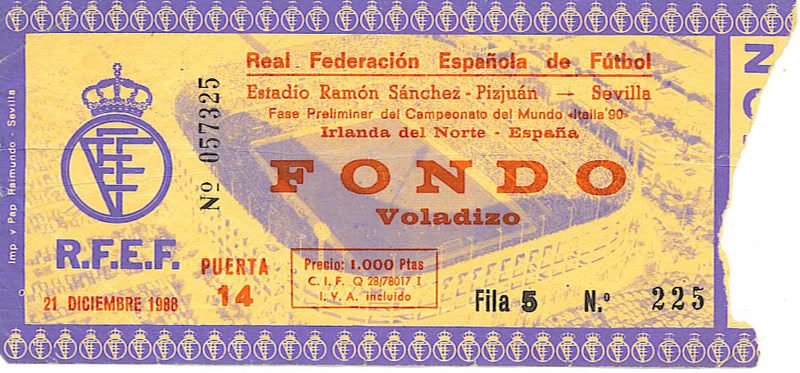 Imp. y Pap. Raimundo - Sevilla
R.F.E.F.
21 DICIEMBRE 1988
Nº 057325
Real Federación Española de Fútbol
Estadio Ramón Sánchez - Pizjuán — Sevilla
Fase Preliminar del Campeonato del Mundo «Italia'90»
Irlanda del Norte - España
FONDO
Voladizo
PUERTA
14
Precio: 1.000 Ptas
C. I. F. Q 28/78017 I
I. V. A. incluido
Fila 5 N.º 225